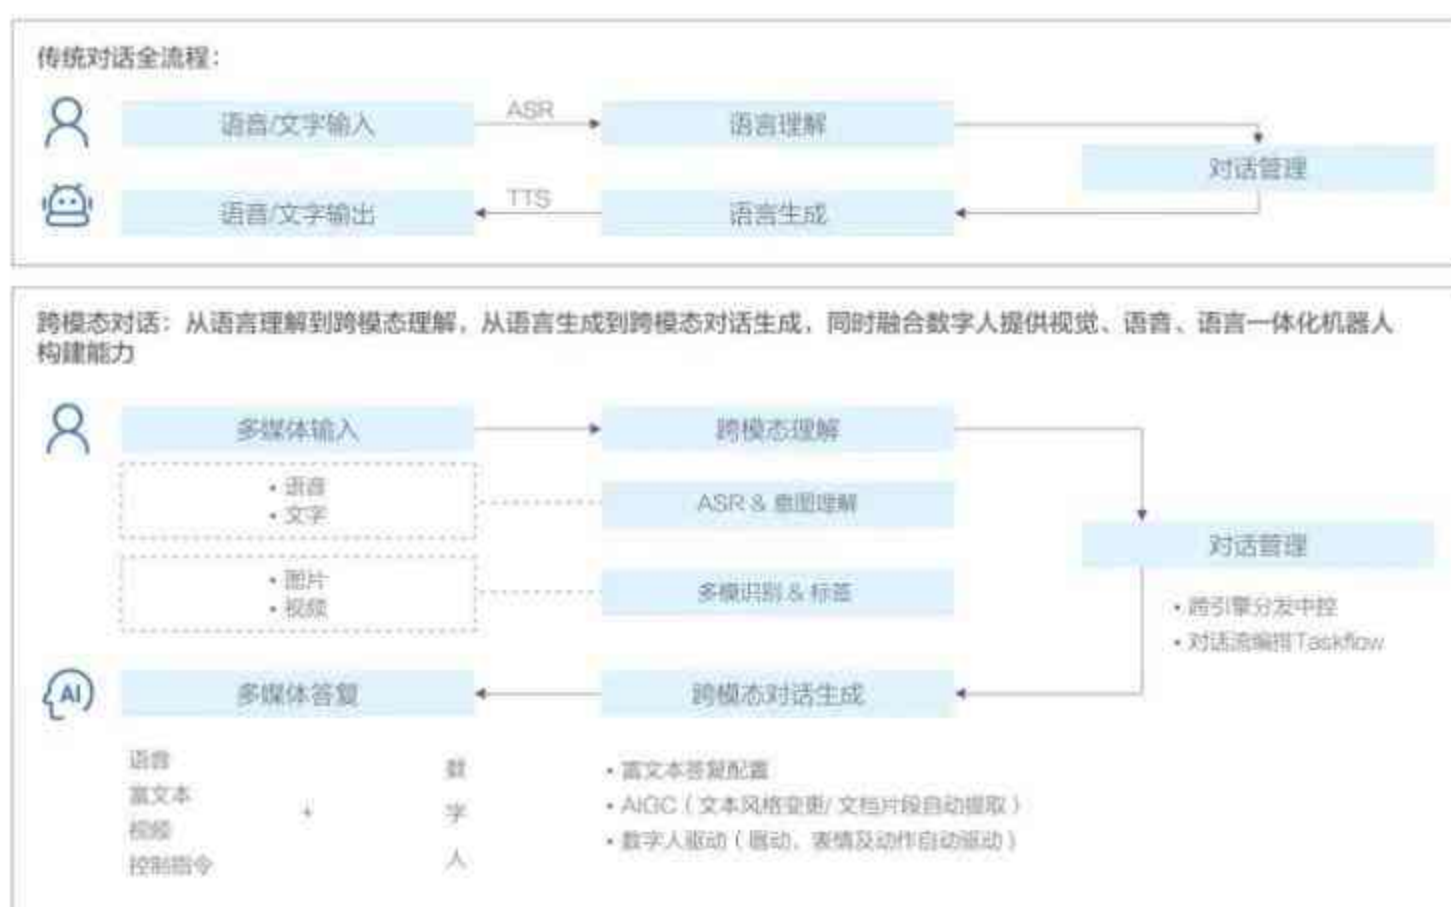 传统对话全流程：
语音/文字输入
ASR
语言理解
对话管理
语音/文字输出
TTS
语言生成
跨模态对话：从语言理解到跨模态理解，从语言生成到跨模态对话生成，同时融合数字人提供视觉、语音、语言一体化机器人
构建能力
多媒体输入
跨模态理解
• 语音
• 文字
ASR & 意图理解
对话管理
• 图片
• 视频
多模识别 & 标签
• 跨引擎分发中控
• 对话流编排Taskflow
AI
多媒体答复
跨模态对话生成
语音
富文本
视频
控制指令
+
数
字
人
• 富文本答复配置
• AIGC（文本风格变更/ 文档片段自动提取）
• 数字人驱动（唇动、表情及动作自动驱动）